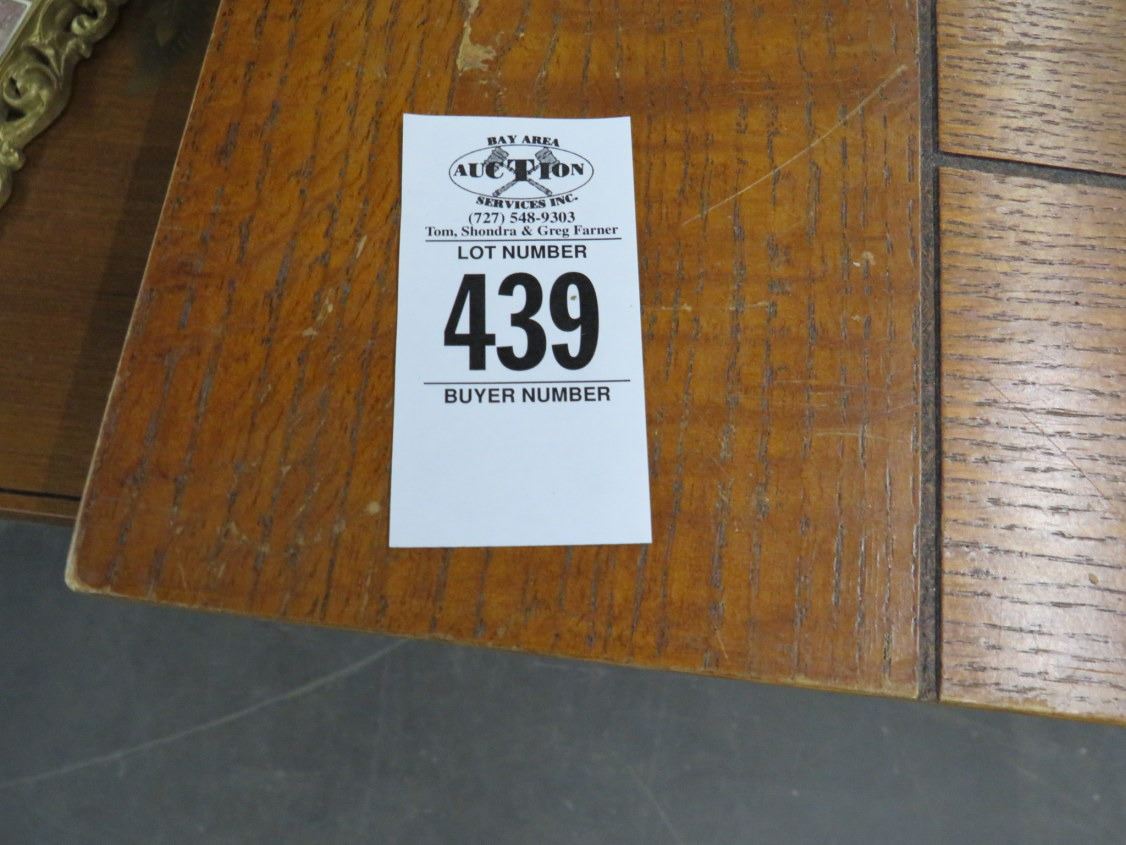 BAY AREA
AUCTION
SERVICES INC.
(727) 548-9303
Tom, Shondra & Greg Farner
LOT NUMBER
439
BUYER NUMBER